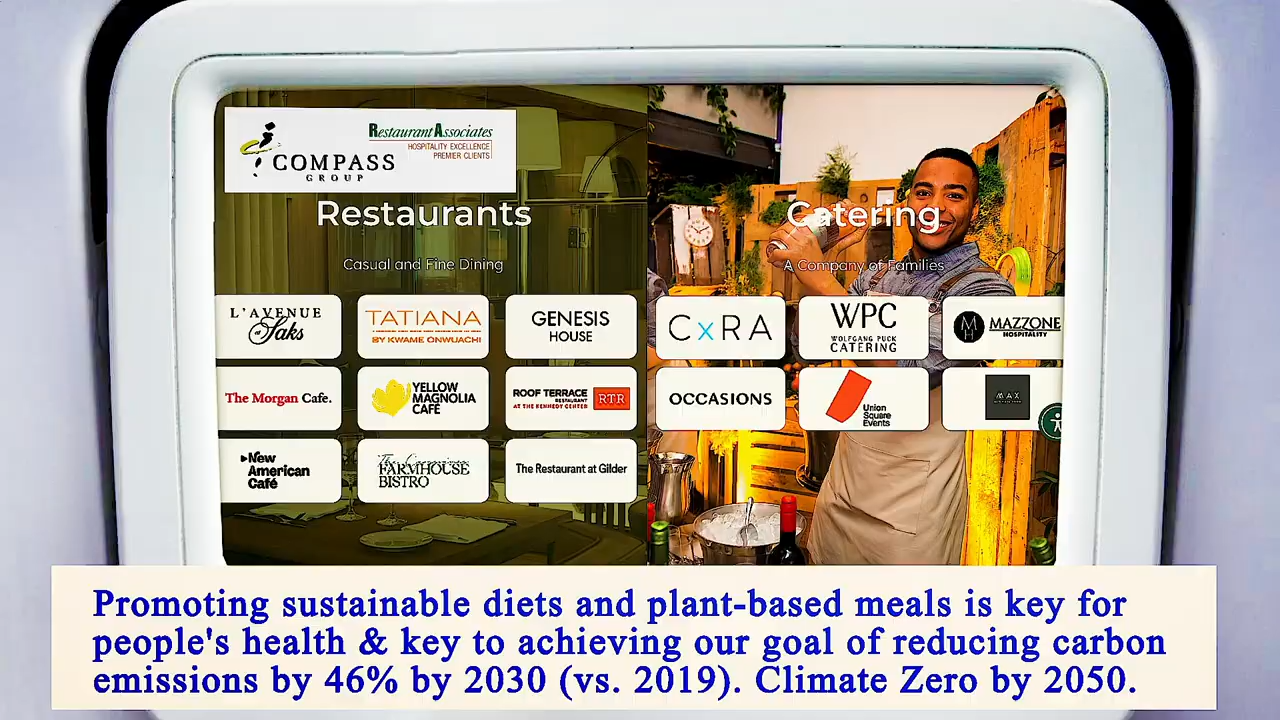 COMPASS
GROUP
Restaurant Associates
HOSPITALITY EXCELLENCE
PREMIER CLIENTS
Restaurants
Casual and Fine Dining
L'AVENUE
at Saks
TATIANA
BY KWAME ONWUACHI
GENESIS
HOUSE
The Morgan Cafe.
YELLOW
MAGNOLIA
CAFÉ
ROOF TERRACE
RESTAURANT
AT THE KENNEDY CENTER
RTR
New
American
Café
FARMHOUSE
BISTRO
The Restaurant at Gilder
Catering
A Company of Families
CxRA
WPC
WOLFGANG PUCK
CATERING
MH
MAZZONE
HOSPITALITY
OCCASIONS
Union
Square
Events
MAX
Promoting sustainable diets and plant-based meals is key for
people's health & key to achieving our goal of reducing carbon
emissions by 46% by 2030 (vs. 2019). Climate Zero by 2050.